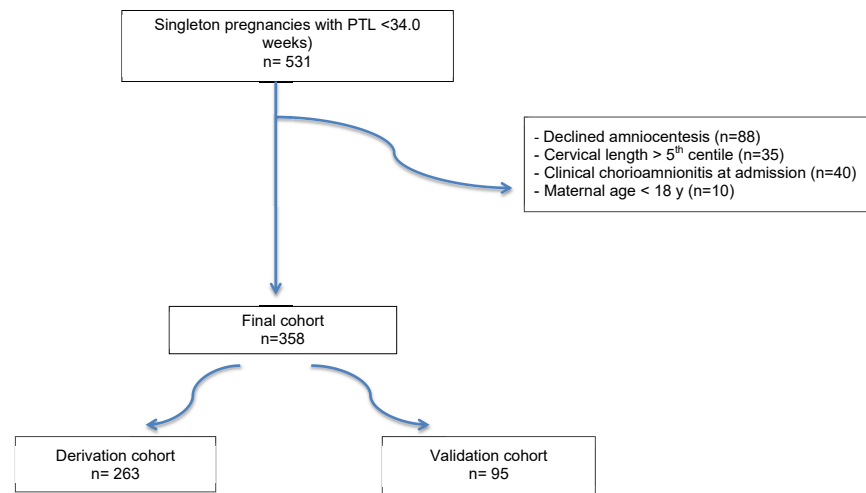 Singleton pregnancies with PTL <34.0
weeks)
n= 531
- Declined amniocentesis (n=88)
- Cervical length > 5th centile (n=35)
- Clinical chorioamnionitis at admission (n=40)
- Maternal age < 18 y (n=10)
Final cohort
n=358
Derivation cohort
n= 263
Validation cohort
n= 95